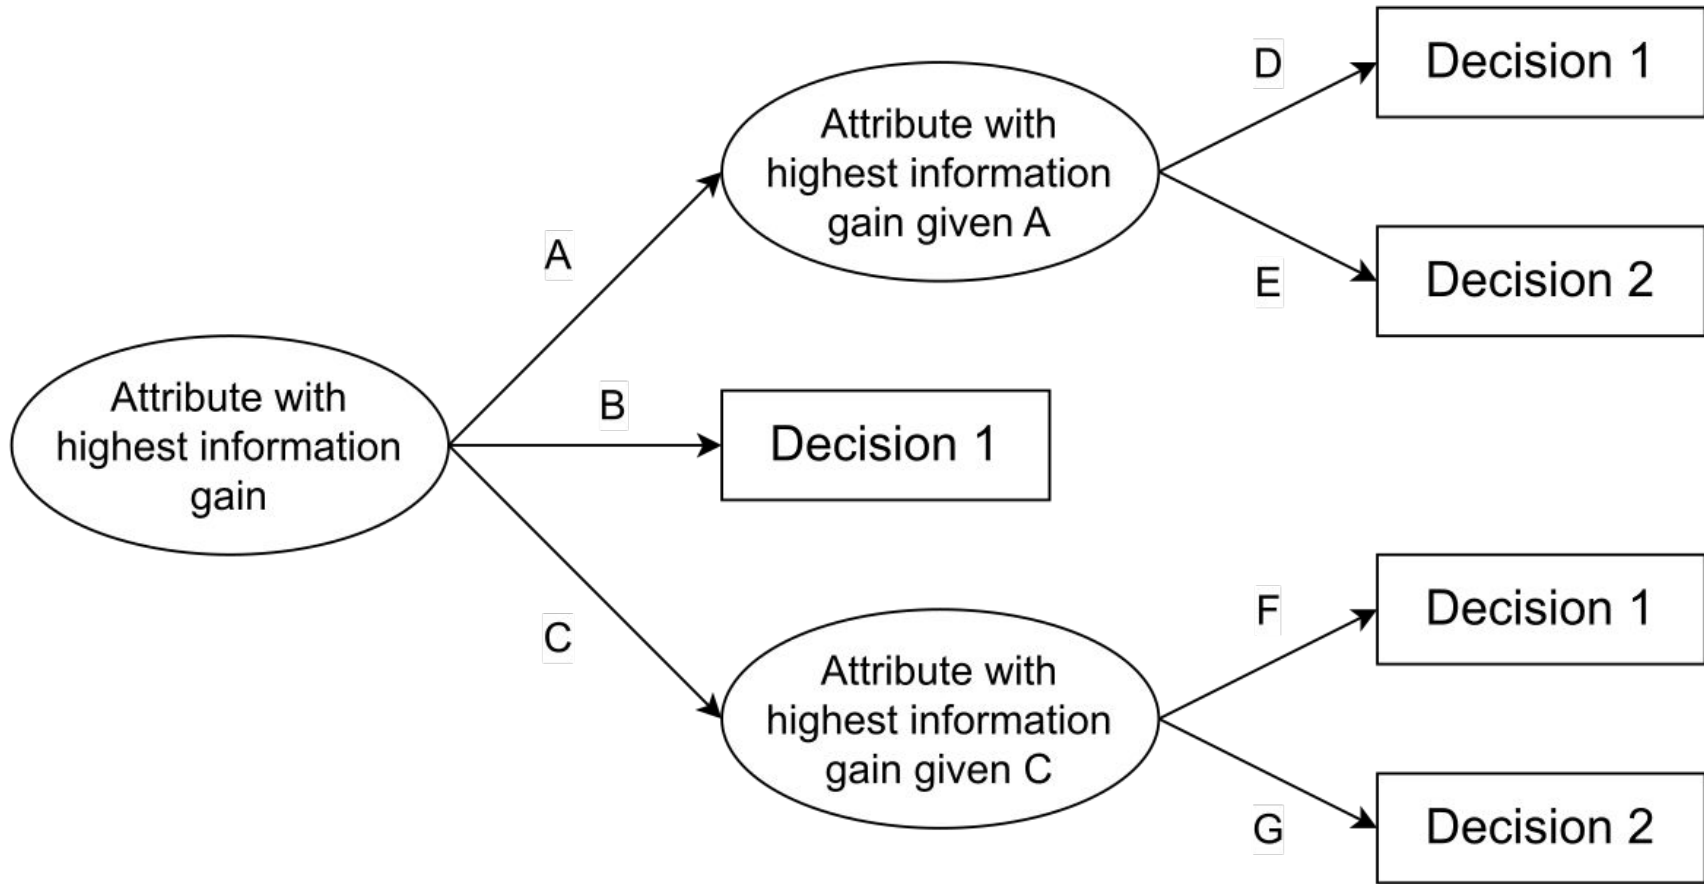 D
Decision 1
Attribute with
highest information
gain given A
A
E
Decision 2
Attribute with
highest information
gain
B
Decision 1
C
F
Decision 1
Attribute with
highest information
gain given C
G
Decision 2